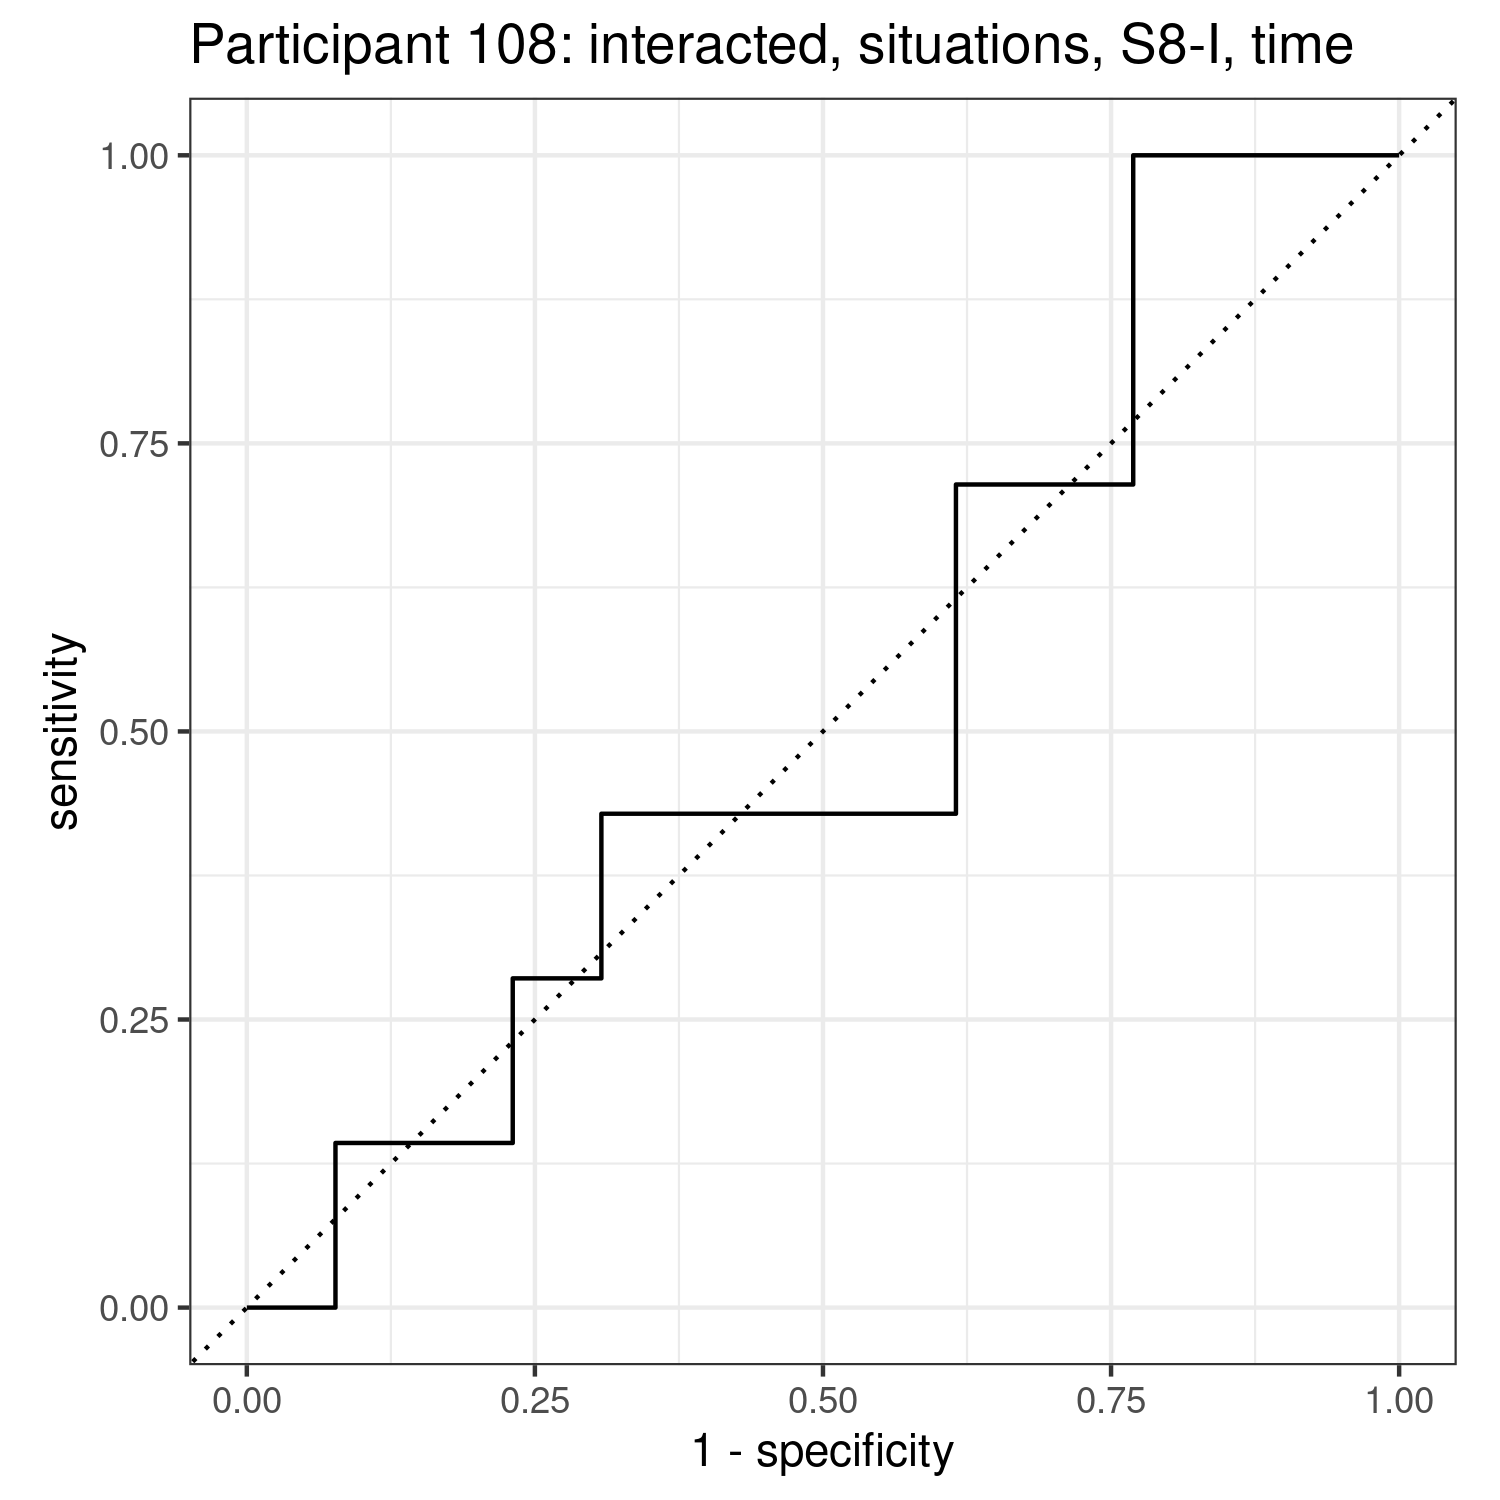 Participant 108: interacted, situations, S8-I, time
sensitivity
1.00
0.75
0.50
0.25
0.00
0.00 0.25 0.50 0.75 1.00
1 - specificity